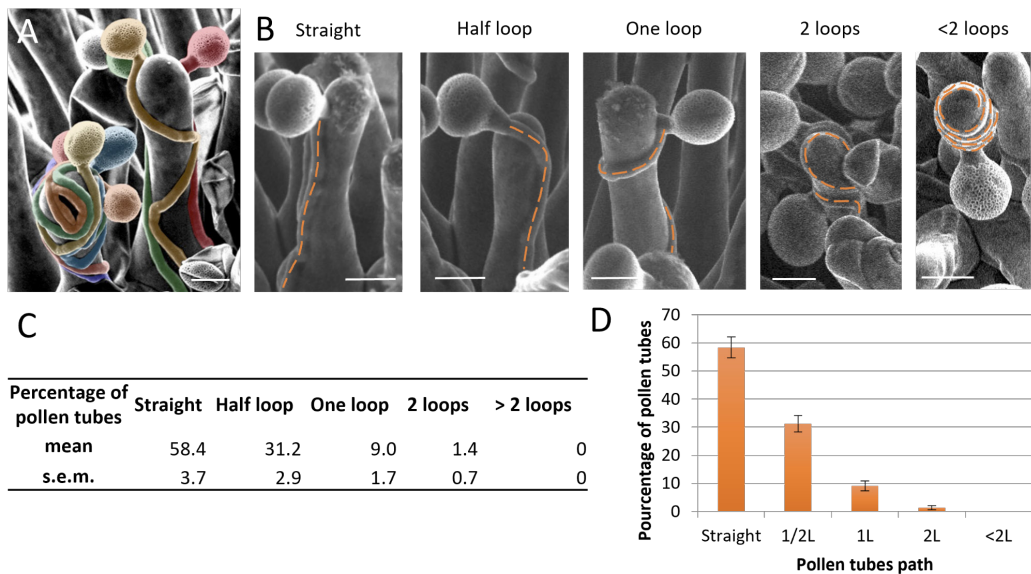 A
B
Straight
Half loop
One loop
2 loops
<2 loops
C
Percentage of pollen tubes Straight Half loop One loop 2 loops > 2 loops
mean 58.4 31.2 9.0 1.4 0
s.e.m. 3.7 2.9 1.7 0.7 0
D
Pourcentage of pollen tubes
70
60
50
40
30
20
10
0
Straight 1/2L 1L 2L <2L
Pollen tubes path